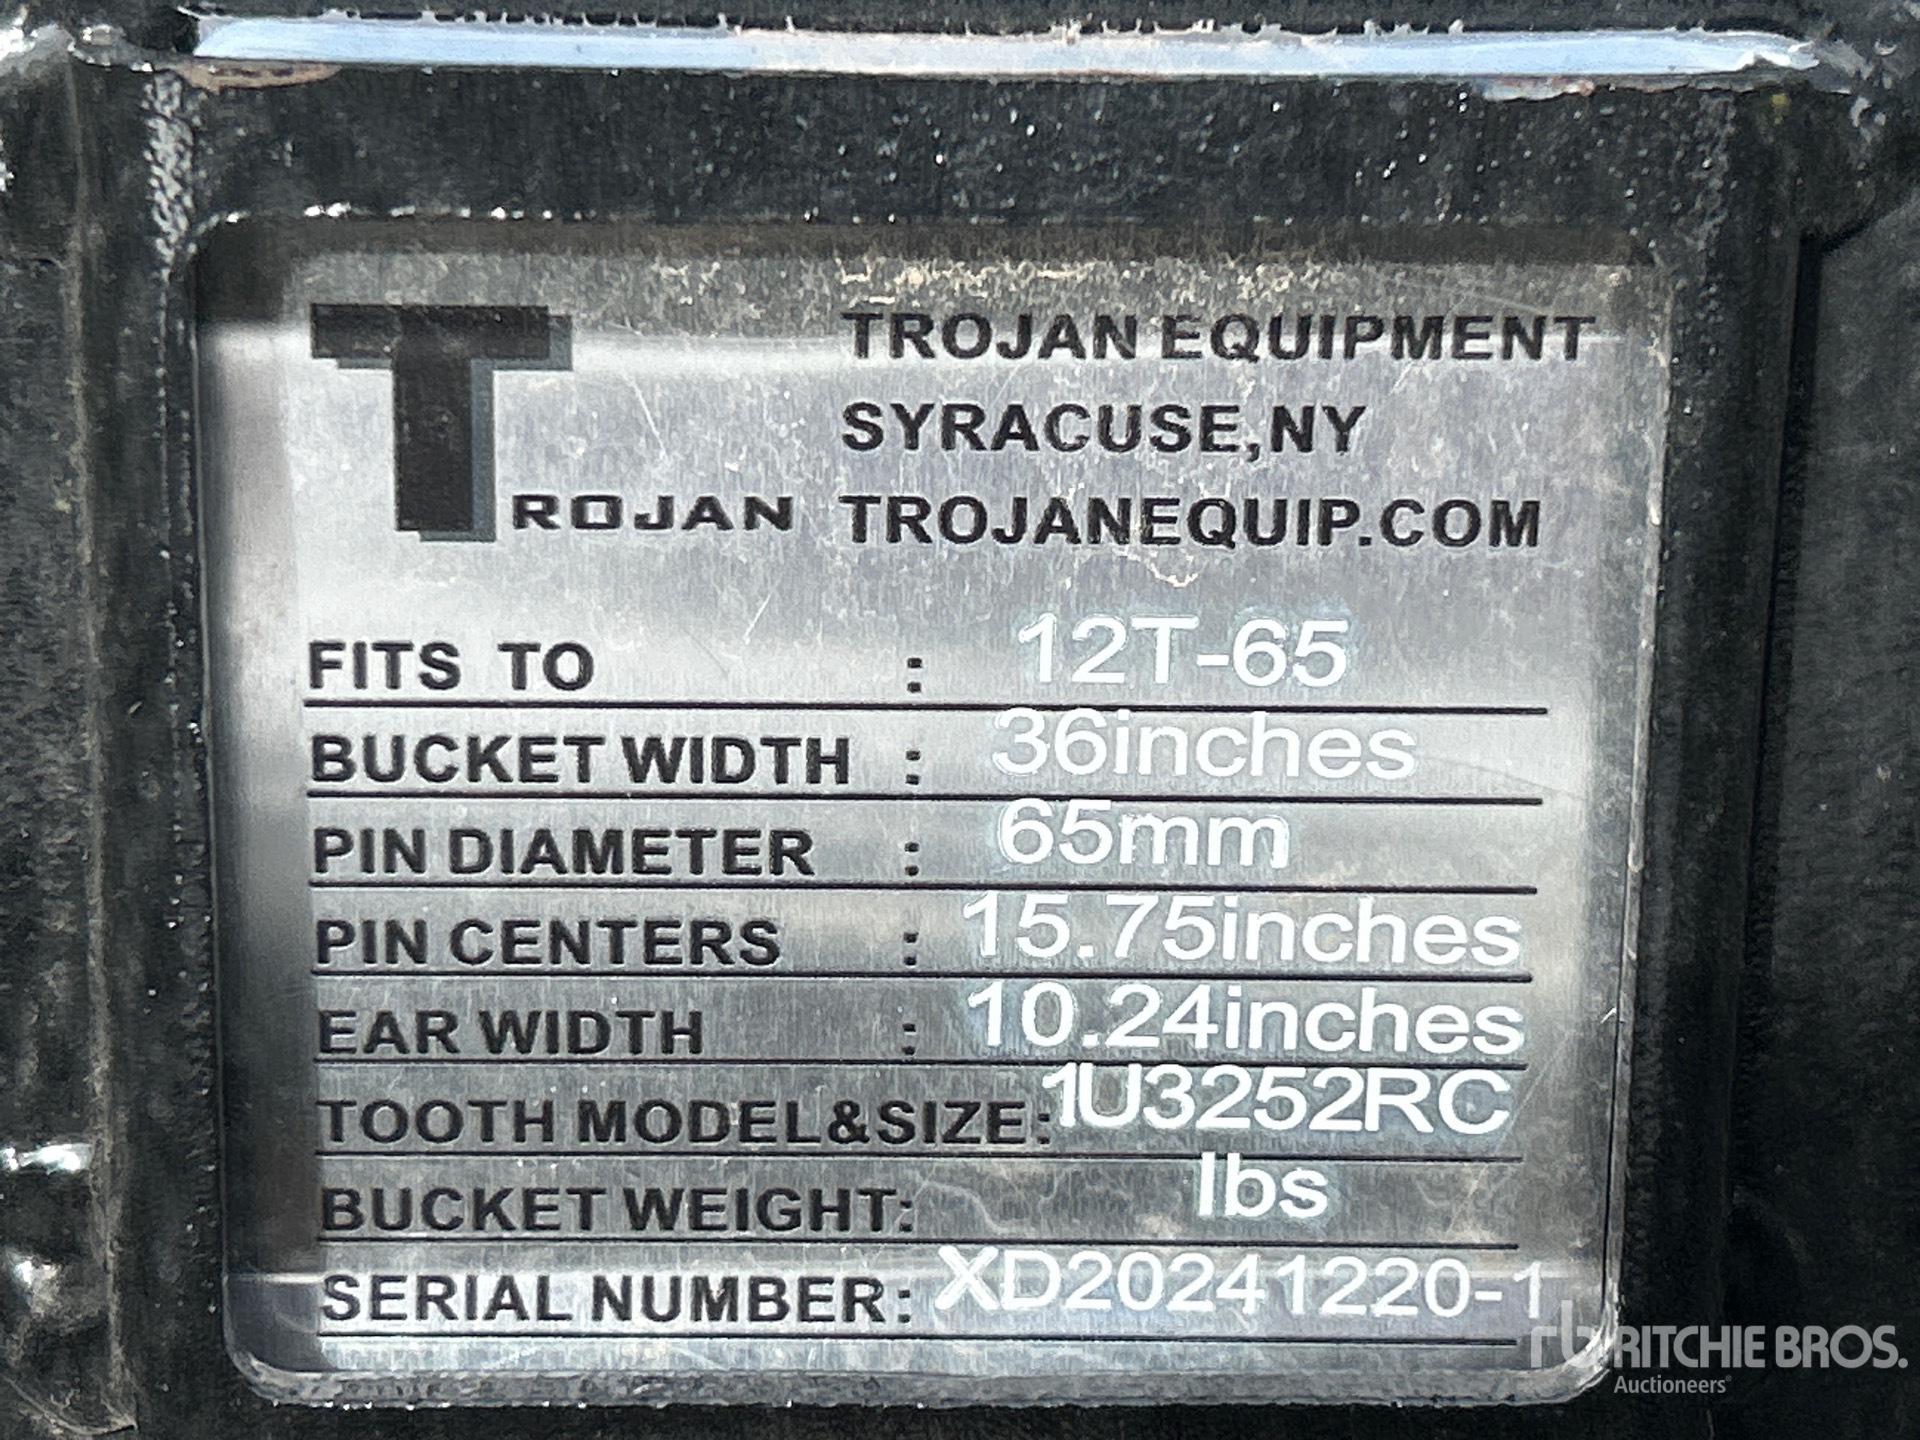 TROJAN
TROJAN EQUIPMENT
SYRACUSE,NY
TROJANEQUIP.COM
FITS TO : 12T-65
BUCKET WIDTH : 36inches
PIN DIAMETER : 65mm
PIN CENTERS : 15.75inches
EAR WIDTH : 10.24inches
TOOTH MODEL&SIZE: 1U3252RC
BUCKET WEIGHT: lbs
SERIAL NUMBER: XD20241220-1
rb RITCHIE BROS.
Auctioneers®